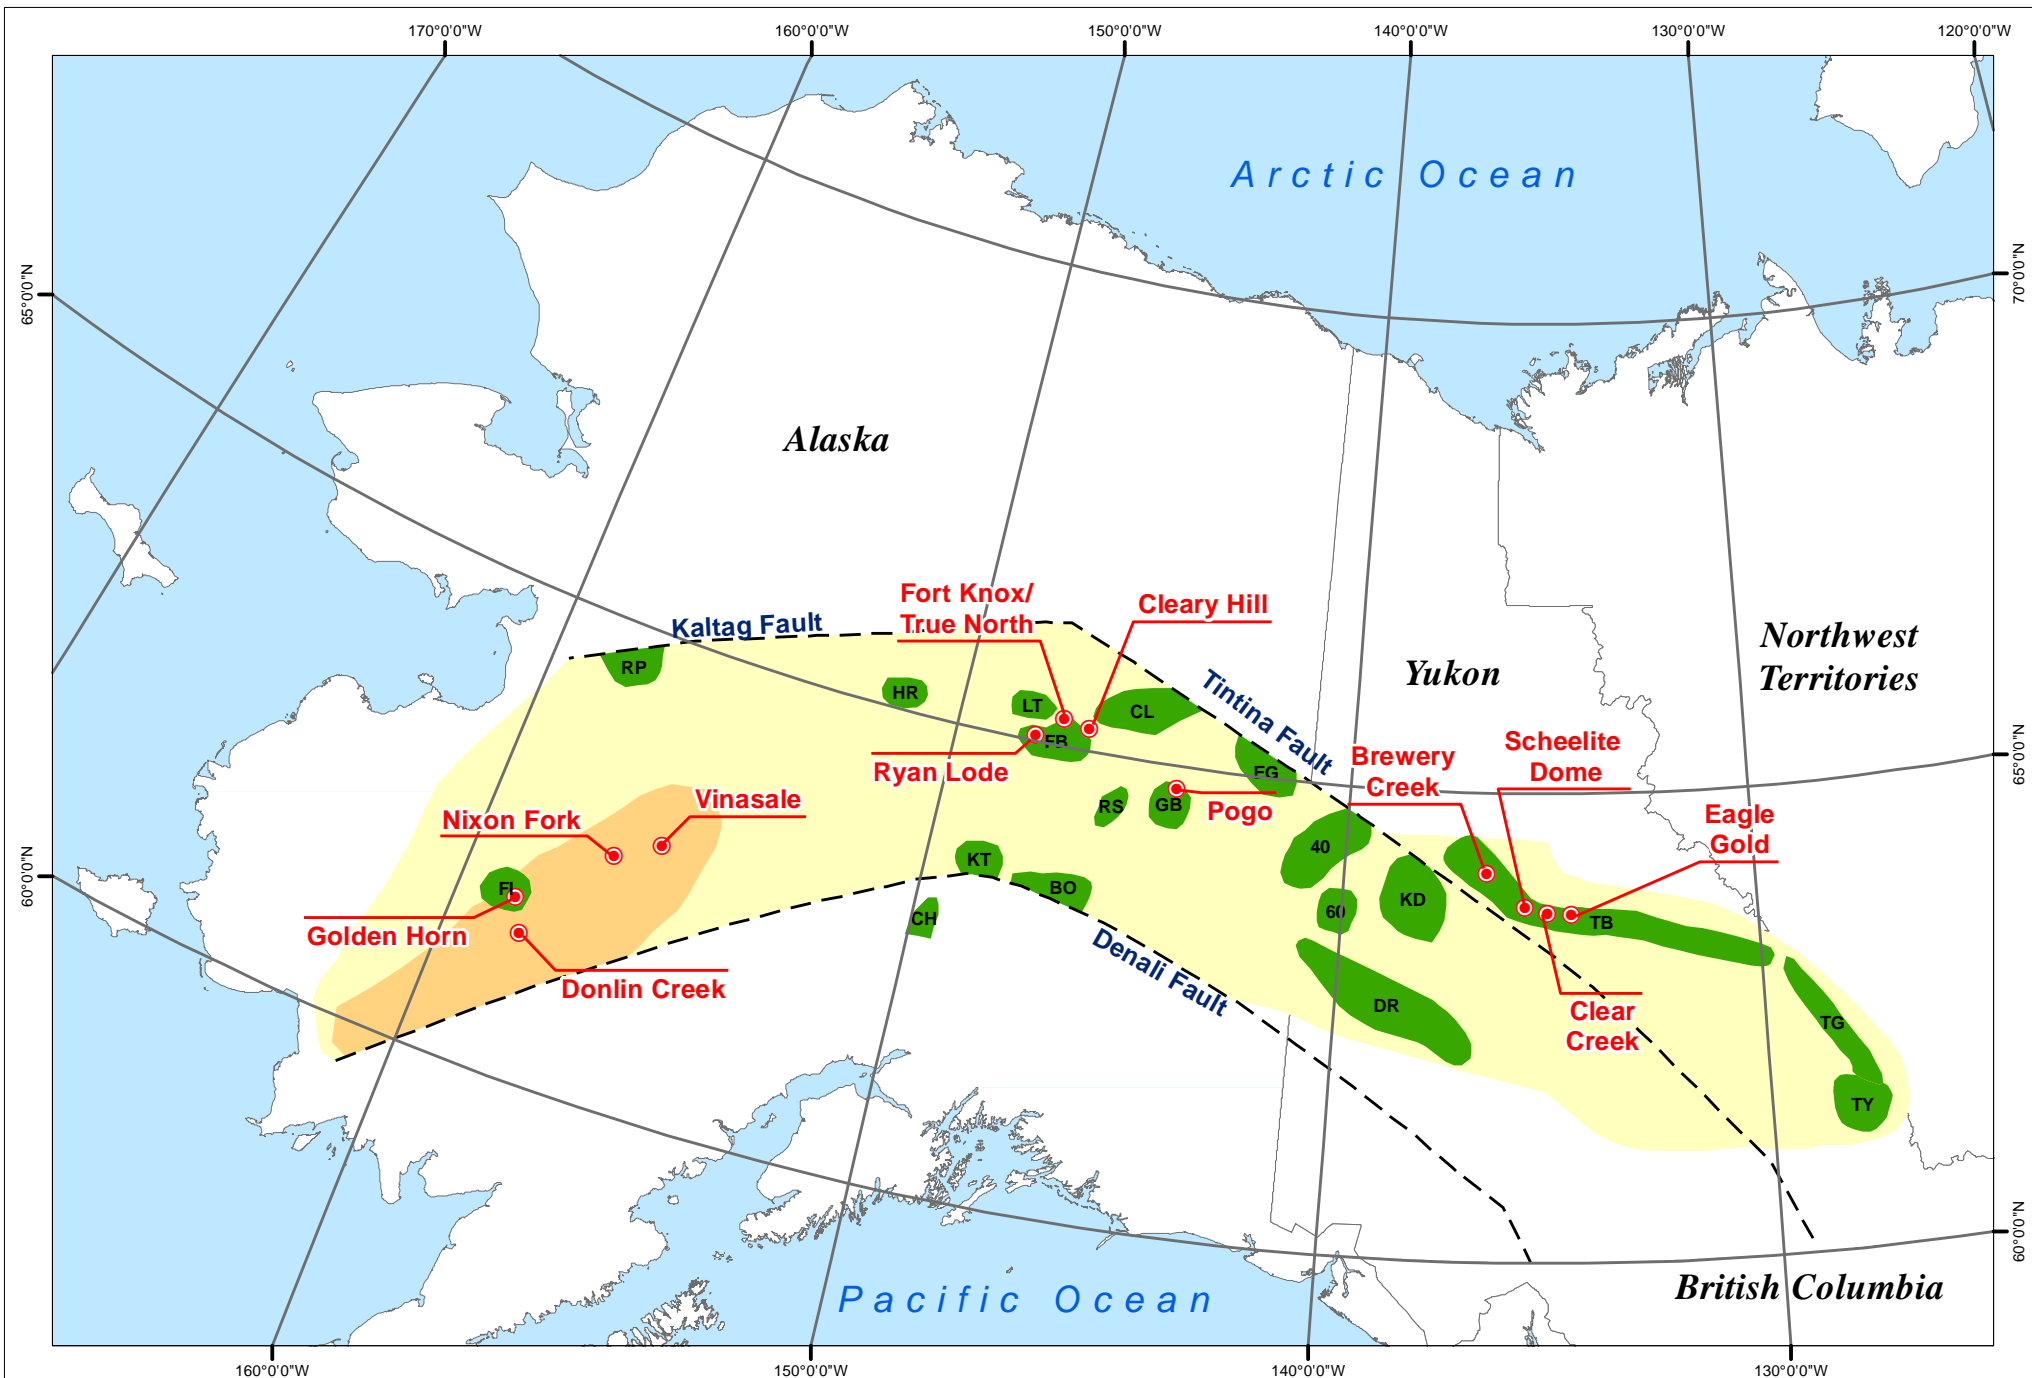 170°0'0"W
160°0'0"W
150°0'0"W
140°0'0"W
130°0'0"W
120°0'0"W
65°0'0"N
70°0'0"N
Arctic Ocean
Alaska
Fort Knox/
True North
Cleary Hill
Kaltag Fault
Northwest
Territories
Yukon
RP
HR
LT
CL
FB
Tintina Fault
Ryan Lode
Brewery
Creek
Scheelite
Dome
65°0'0"N
EG
RS
GB
Pogo
Eagle
Gold
Vinasale
Nixon Fork
40
KT
BO
FL
60
KD
60°0'0"N
CH
TB
Golden Horn
Donlin Creek
Denali Fault
DR
Clear
Creek
TG
TY
60°0'0"N
Pacific Ocean
British Columbia
160°0'0"W
150°0'0"W
140°0'0"W
130°0'0"W